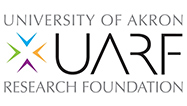 UNIVERSITY OF AKRON
UARF
RESEARCH FOUNDATION